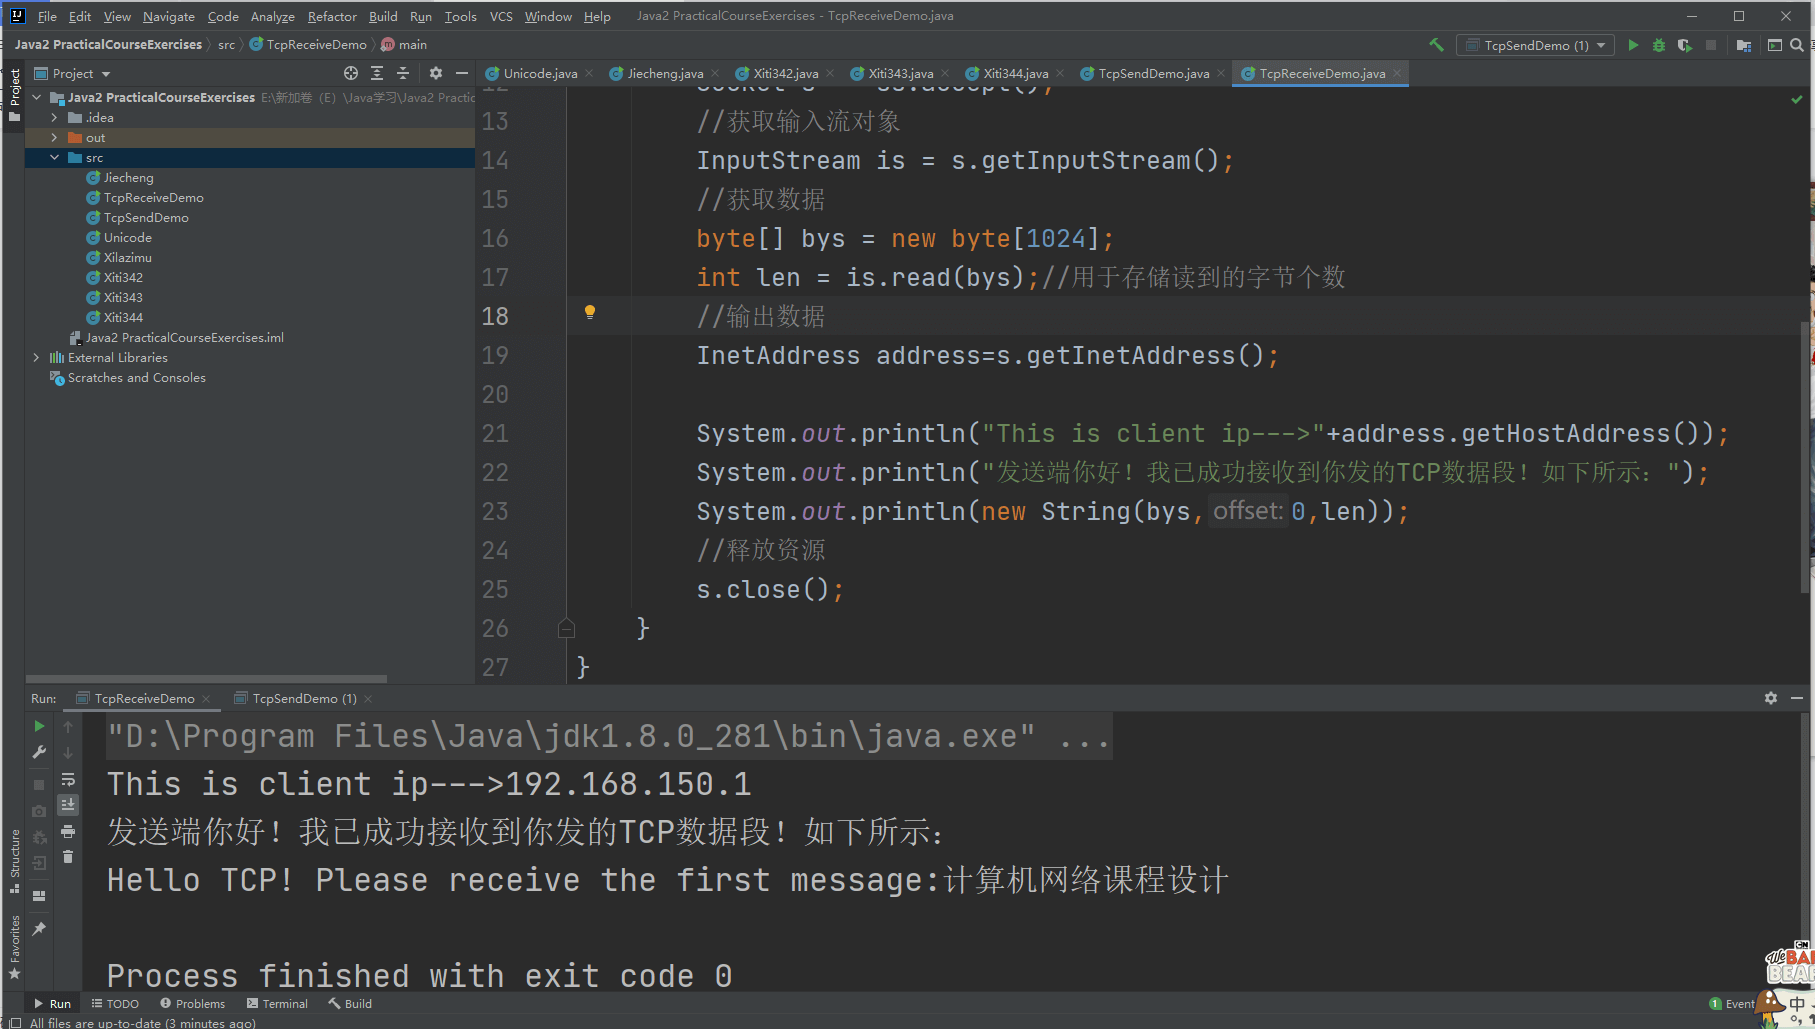 File Edit View Navigate Code Analyze Refactor Build Run Tools VCS Window Help Java2 PracticalCourseExercises - TcpReceiveDemo.java
Java2 PracticalCourseExercises src TcpReceiveDemo main
TcpSendDemo (1)
Project
Project
Unicode.java Jiecheng.java Xiti342.java Xiti343.java Xiti344.java TcpSendDemo.java TcpReceiveDemo.java
Java2 PracticalCourseExercises E:\新加卷 (E) \Java学习\Java2 Practic
.idea
out
src
Jiecheng
TcpReceiveDemo
TcpSendDemo
Unicode
Xilazimu
Xiti342
Xiti343
Xiti344
Java2 PracticalCourseExercises.iml
External Libraries
Scratches and Consoles
12 Socket s = ss.accept();
13 //获取输入流对象
14 InputStream is = s.getInputStream();
15 //获取数据
16 byte[] bys = new byte[1024];
17 int len = is.read(bys);//用于存储读到的字节个数
18 //输出数据
19 InetAddress address=s.getInetAddress();
20
21 System.out.println("This is client ip--->"+address.getHostAddress());
22 System.out.println("发送端你好！我已成功接收到你发的TCP数据段！如下所示：");
23 System.out.println(new String(bys, offset: 0,len));
24 //释放资源
25 s.close();
26 }
27 }
Run: TcpReceiveDemo TcpSendDemo (1)
"D:\Program Files\Java\jdk1.8.0_281\bin\java.exe" ...
This is client ip--->192.168.150.1
发送端你好！我已成功接收到你发的TCP数据段！如下所示：
Hello TCP! Please receive the first message:计算机网络课程设计
Process finished with exit code 0
Structure
Favorites
Run TODO Problems Terminal Build
1 Event
All files are up-to-date (3 minutes ago)
CN
We BA
BEAR
中